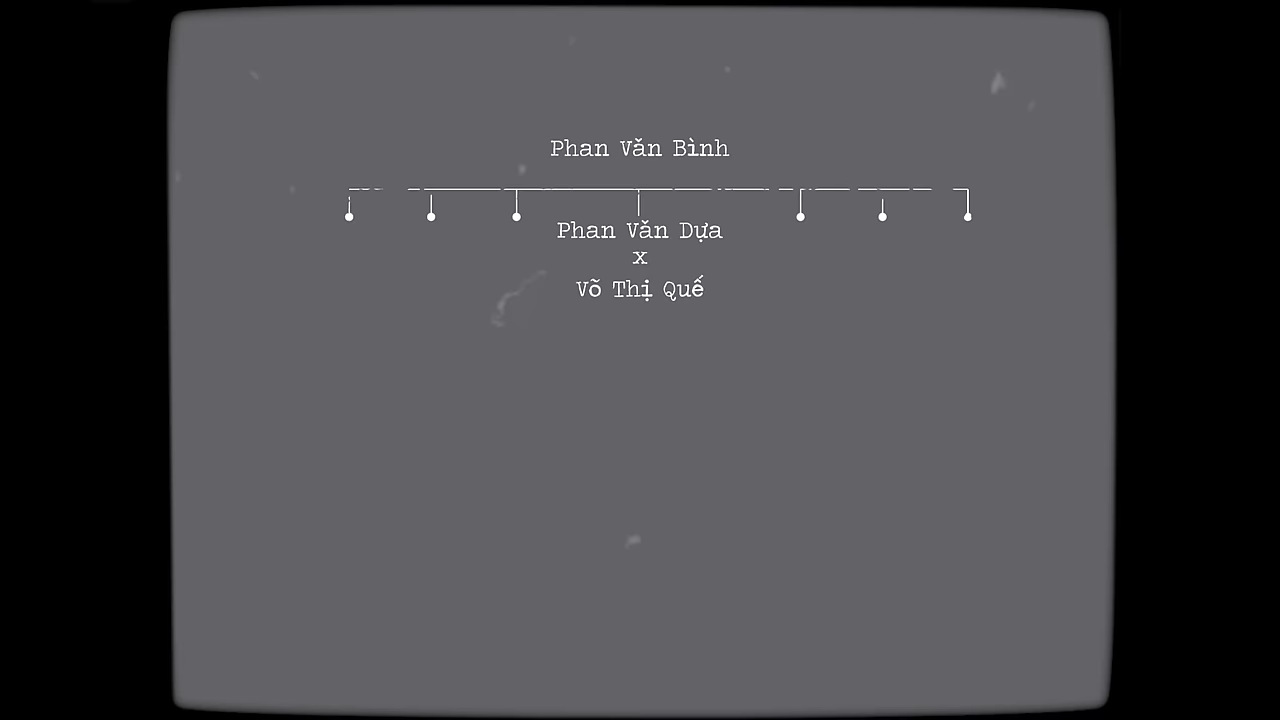 Phan Văn Bình
Phan Văn Dựa
x
Võ Thị Quế